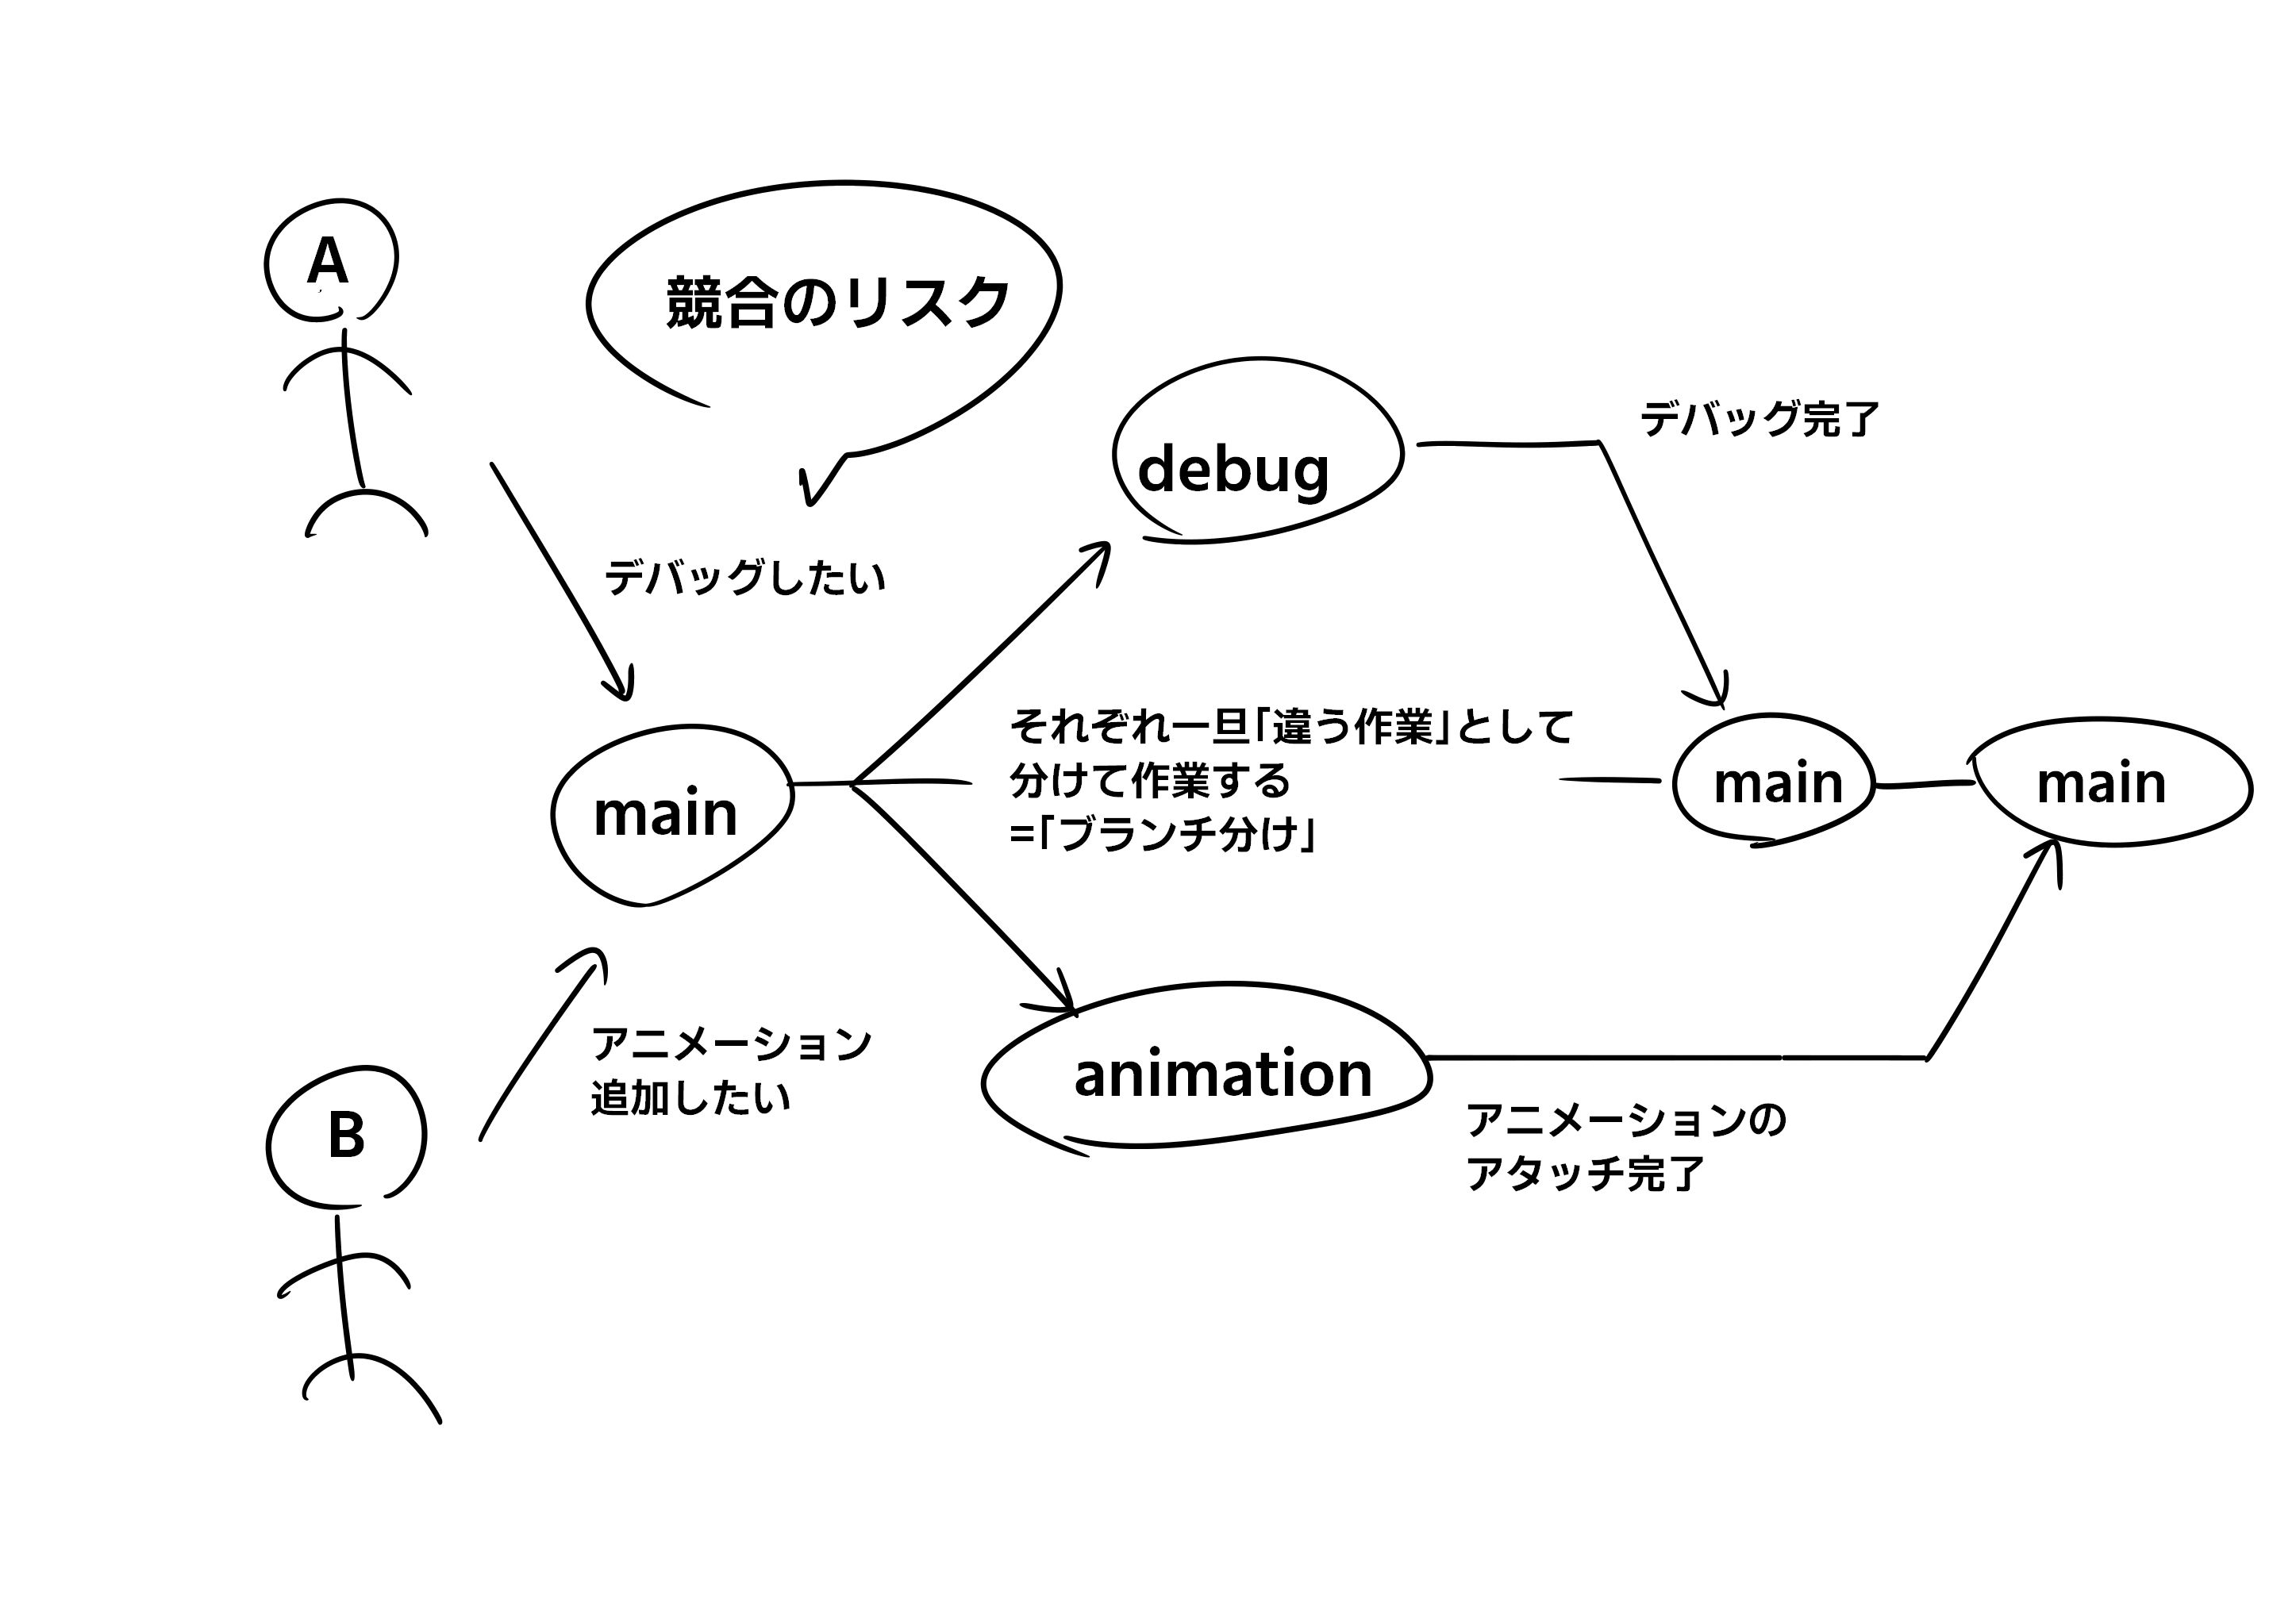 A
競合のリスク
デバッグしたい
debug
デバッグ完了
main
それぞれ一旦「違う作業」として
分けて作業する
=「ブランチ分け」
main
main
B
アニメーション
追加したい
animation
アニメーションの
アタッチ完了